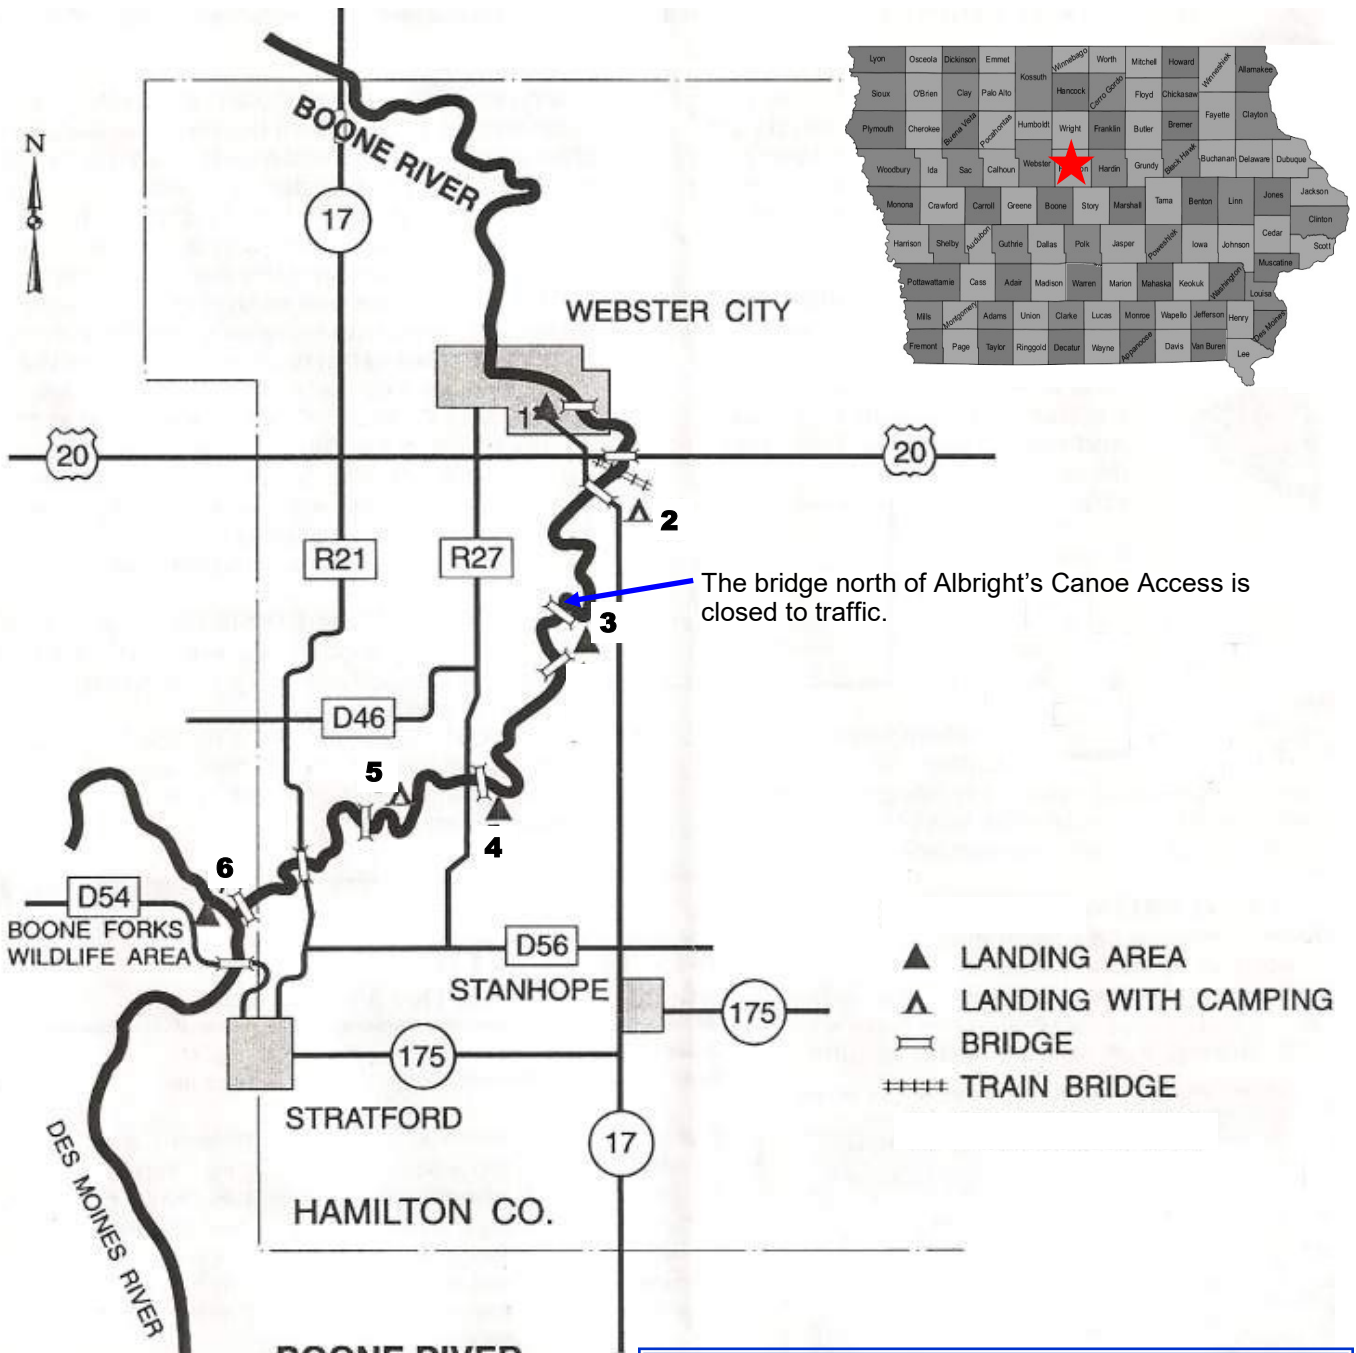 Lyon
Osceola
Dickinson
Emmet
Kossuth
Winnebago
Worth
Mitchell
Howard
Winneshiek
Allamakee
Sioux
O'Brien
Clay
Palo Alto
Hancock
Cerro Gordo
Floyd
Chickasaw
Plymouth
Cherokee
Buena Vista
Pocahontas
Humboldt
Wright
Franklin
Butler
Bremer
Fayette
Clayton
Woodbury
Ida
Sac
Calhoun
Webster
Hardin
Grundy
Black Hawk
Buchanan
Delaware
Dubuque
Monona
Crawford
Carroll
Greene
Boone
Story
Marshall
Tama
Benton
Linn
Jones
Jackson
Clinton
Harrison
Shelby
Audubon
Guthrie
Dallas
Polk
Jasper
Poweshiek
Iowa
Johnson
Cedar
Scott
Muscatine
Pottawattamie
Cass
Adair
Madison
Warren
Marion
Mahaska
Keokuk
Washington
Louisa
Mills
Montgomery
Adams
Union
Clarke
Lucas
Monroe
Wapello
Jefferson
Henry
Des Moines
Fremont
Page
Taylor
Ringgold
Decatur
Wayne
Appanoose
Davis
Van Buren
Lee
N
BOONE RIVER
17
WEBSTER CITY
1
20
20
2
R21
R27
The bridge north of Albright’s Canoe Access is
closed to traffic.
3
D46
5
4
6
D54
BOONE FORKS
WILDLIFE AREA
D56
STANHOPE
175
175
STRATFORD
17
DES MOINES RIVER
HAMILTON CO.
LANDING AREA
LANDING WITH CAMPING
BRIDGE
TRAIN BRIDGE
BOONE RIVER